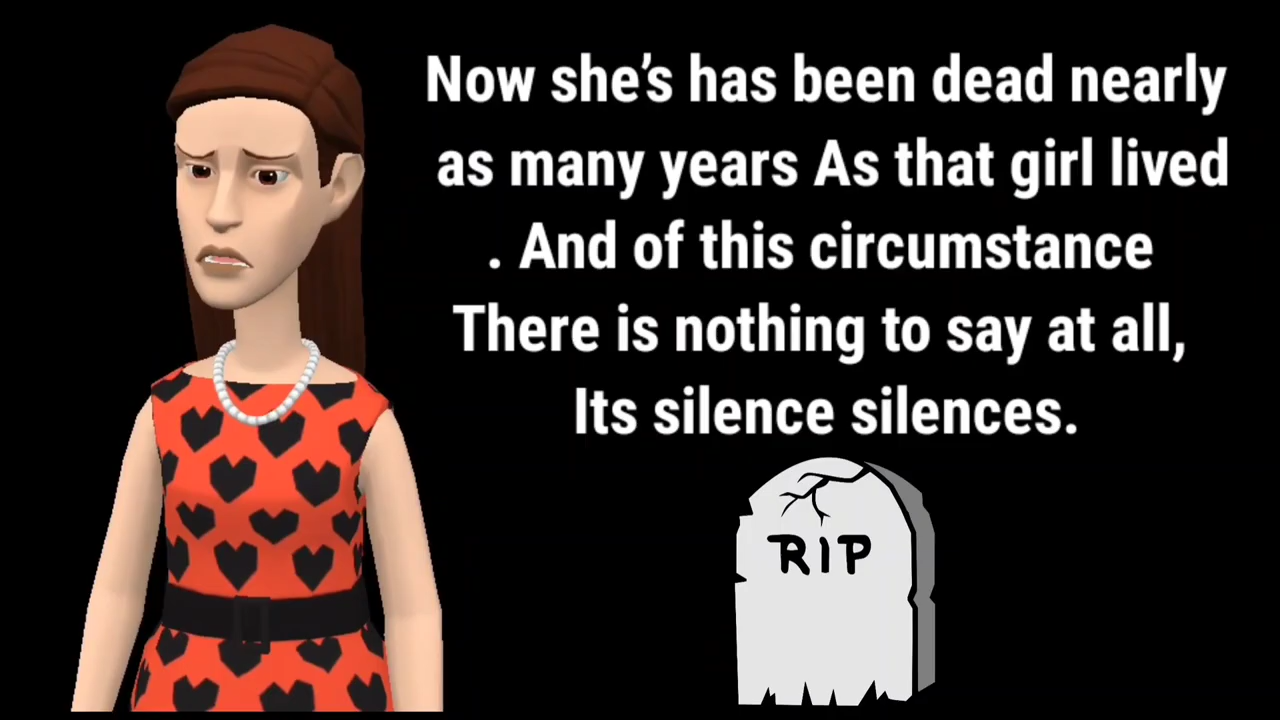 Now she’s has been dead nearly
as many years As that girl lived
. And of this circumstance
There is nothing to say at all,
Its silence silences.
RIP